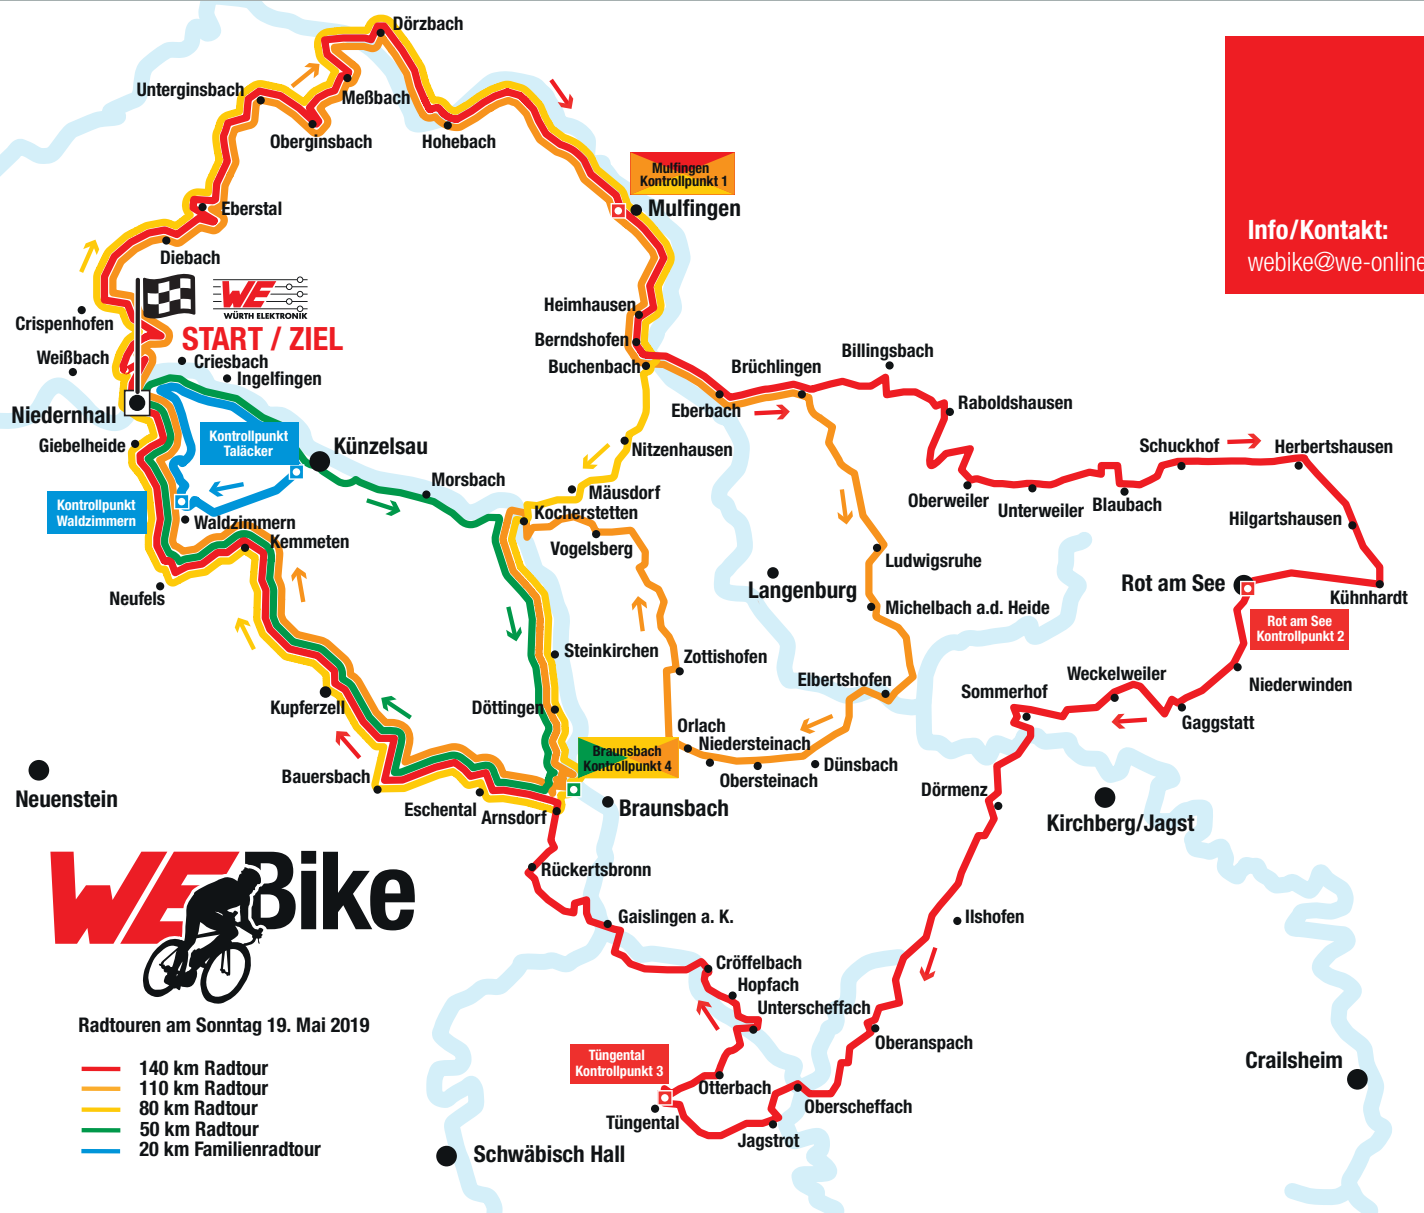 Dörzbach
Unterginsbach
Meßbach
Oberginsbach
Hohebach
Mulfingen
Kontrollpunkt 1
Mulfingen
Eberstal
Diebach
Info/Kontakt:
webike@we-online
WE
WÜRTH ELEKTRONIK
START / ZIEL
Crispenhofen
Weißbach
Criesbach
Ingelfingen
Niedernhall
Giebelheide
Heimhausen
Berndshofen
Buchenbach
Brüchlingen
Billingsbach
Eberbach
Raboldshausen
Kontrollpunkt
Taläcker
Künzelsau
Nitzenhausen
Schuckhof
Herbertshausen
Morsbach
Mäusdorf
Oberweiler
Unterweiler
Blaubach
Kontrollpunkt
Waldzimmern
Waldzimmern
Kocherstetten
Hilgartshausen
Kemmeten
Vogelsberg
Ludwigsruhe
Neufels
Langenburg
Rot am See
Kühnhardt
Michelbach a.d. Heide
Rot am See
Kontrollpunkt 2
Steinkirchen
Zottishofen
Elbertshofen
Weckelweiler
Niederwinden
Sommerhof
Kupferzell
Döttingen
Gaggstatt
Orlach
Niedersteinach
Braunsbach
Kontrollpunkt 4
Obersteinach
Dünsbach
Bauersbach
Neuenstein
Eschental
Arnsdorf
Braunsbach
Dörmenz
Kirchberg/Jagst
WE Bike
Rückertsbronn
Gaislingen a. K.
Ilshofen
Cröffelbach
Hopfach
Unterscheffach
Radtouren am Sonntag 19. Mai 2019
Oberanspach
Tüngental
Kontrollpunkt 3
Crailsheim
140 km Radtour
110 km Radtour
80 km Radtour
50 km Radtour
20 km Familienradtour
Otterbach
Oberscheffach
Tüngental
Jagstrot
Schwäbisch Hall